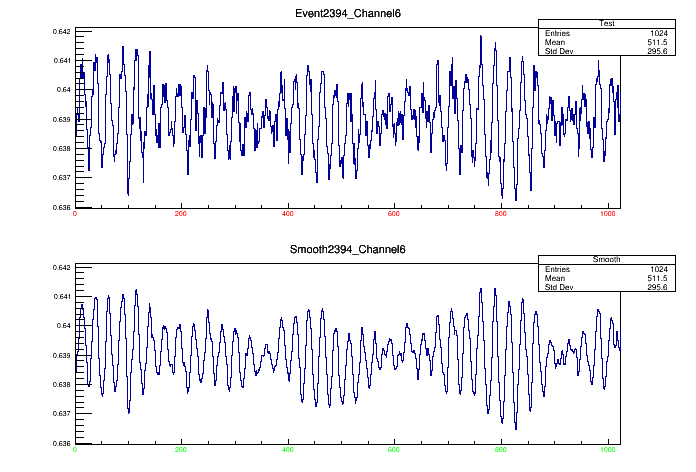 Event2394_Channel6
Test
Entries 1024
Mean 511.5
Std Dev 295.6
0.642
0.641
0.64
0.639
0.638
0.637
0.636
0 200 400 600 800 1000
Smooth2394_Channel6
Smooth
Entries 1024
Mean 511.5
Std Dev 295.6
0.642
0.641
0.64
0.639
0.638
0.637
0.636
0 200 400 600 800 1000